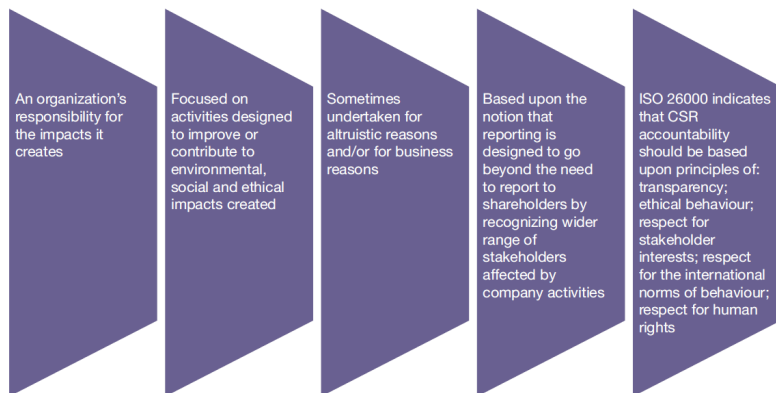 An organization's
responsibility for
the impacts it
creates
Focused on
activities designed
to improve or
contribute to
environmental,
social and ethical
impacts created
Sometimes
undertaken for
altruistic reasons
and/or for business
reasons
Based upon the
notion that
reporting is
designed to go
beyond the need
to report to
shareholders by
recognizing wider
range of
stakeholders
affected by
company activities
ISO 26000 indicates
that CSR
accountability
should be based
upon principles of:
transparency;
ethical behaviour;
respect for
stakeholder
interests; respect
for the international
norms of behaviour;
respect for human
rights